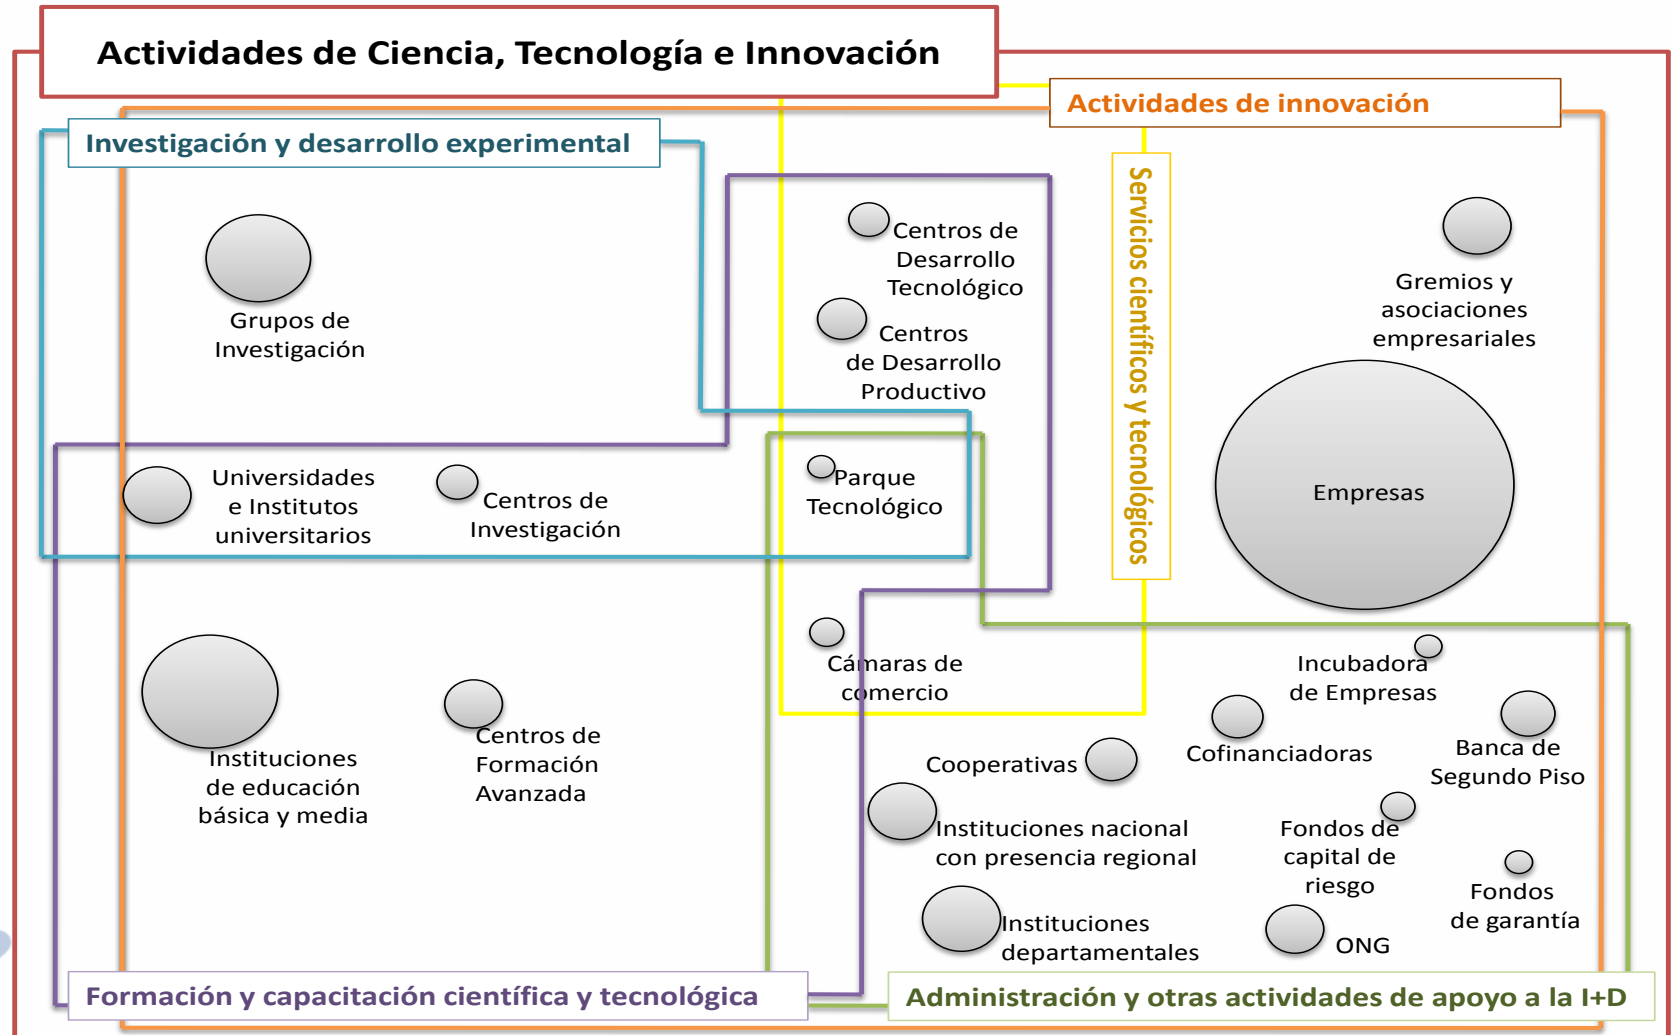 Actividades de Ciencia, Tecnología e Innovación
Actividades de innovación
Investigación y desarrollo experimental
Servicios científicos y tecnológicos
Grupos de
Investigación
Centros de
Desarrollo
Tecnológico
Centros
de Desarrollo
Productivo
Gremios y
asociaciones
empresariales
Universidades
e Institutos
universitarios
Centros de
Investigación
Parque
Tecnológico
Empresas
Cámaras de
comercio
Incubadora
de Empresas
Instituciones
de educación
básica y media
Centros de
Formación
Avanzada
Cooperativas
Cofinanciadoras
Banca de
Segundo Piso
Instituciones nacional
con presencia regional
Fondos de
capital de
riesgo
Fondos
de garantía
Instituciones
departamentales
ONG
Formación y capacitación científica y tecnológica
Administración y otras actividades de apoyo a la I+D